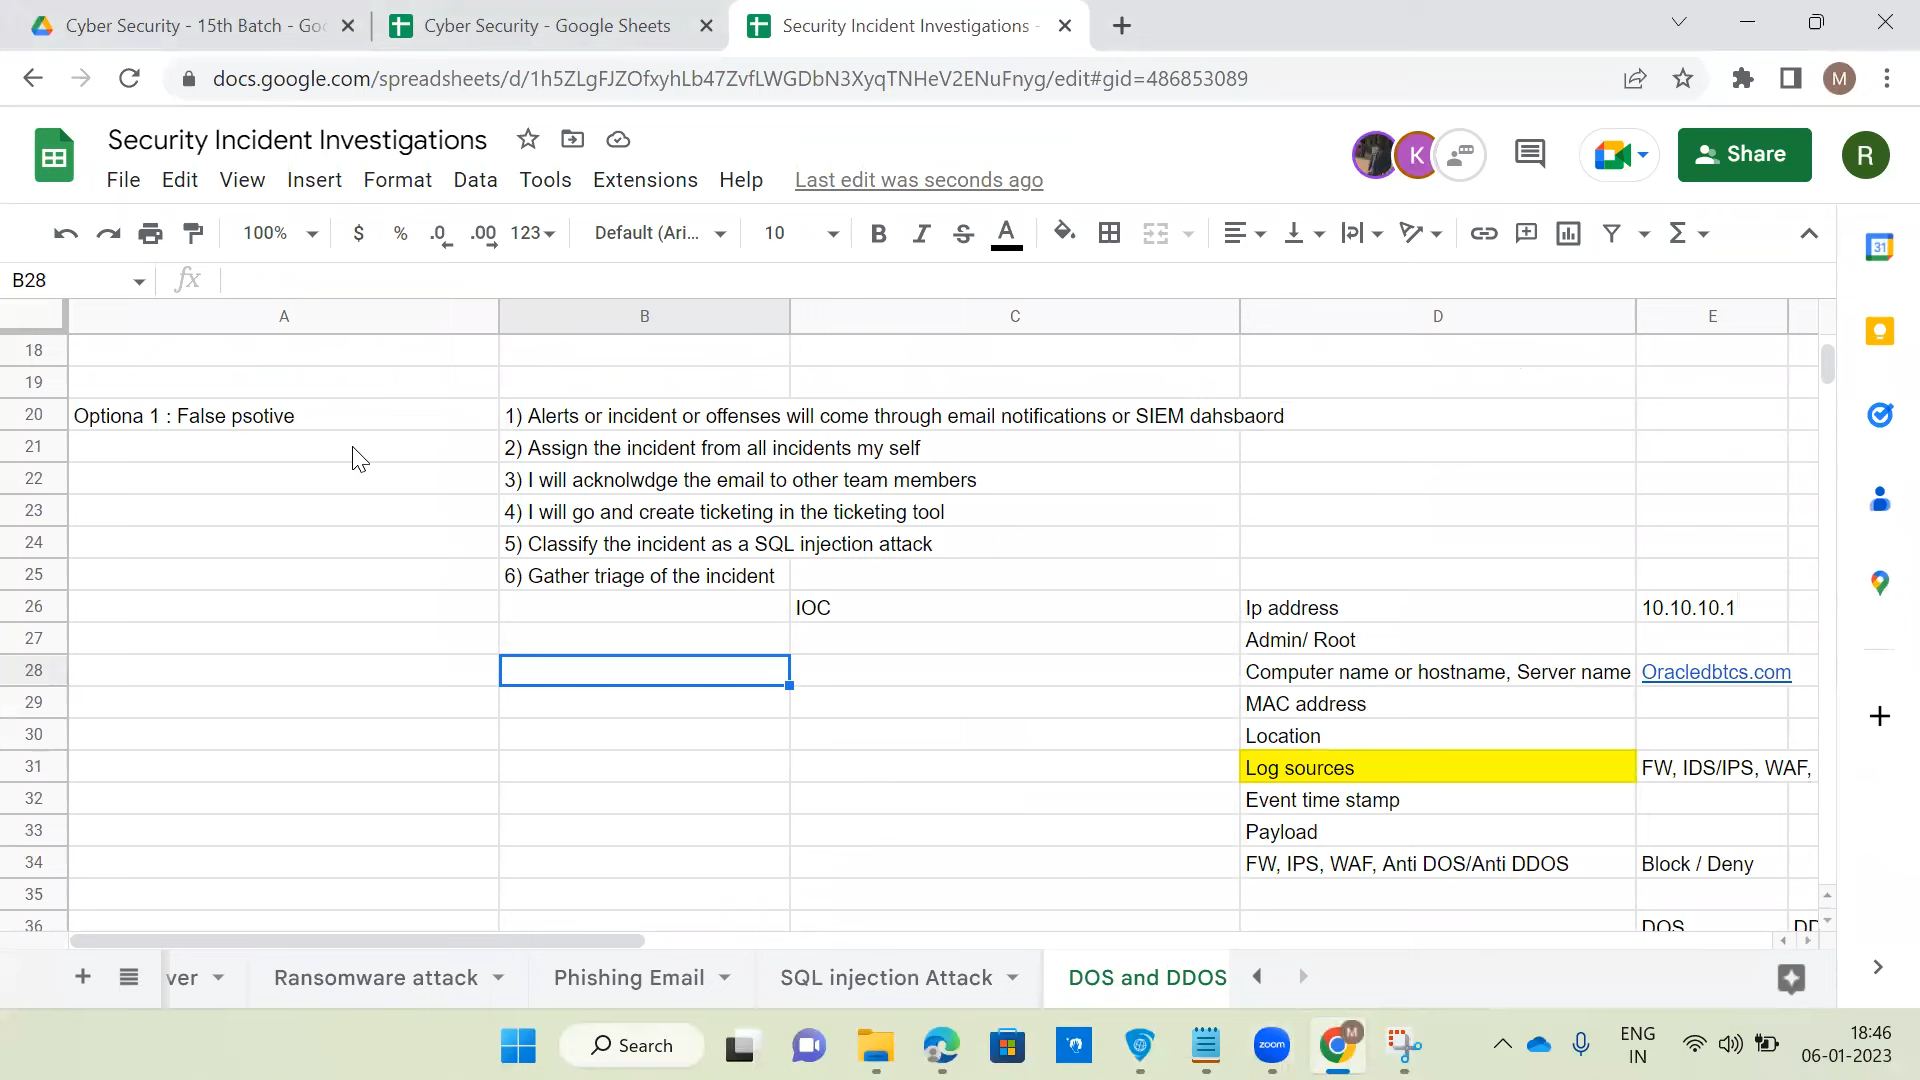 Cyber Security - 15th Batch - Goo
Cyber Security - Google Sheets
Security Incident Investigations -
docs.google.com/spreadsheets/d/1h5ZLgFJZOfxyhLb47ZvfLWGDbN3XyqTNHeV2ENuFnyg/edit#gid=486853089
M
Security Incident Investigations
K
Share
R
File Edit View Insert Format Data Tools Extensions Help Last edit was seconds ago
100% $ % .0 .00 123 Default (Ari... 10 B I S A
31
B28 fx
A B C D E
18
19
20 Optiona 1 : False psotive 1) Alerts or incident or offenses will come through email notifications or SIEM dahsbaord
21 2) Assign the incident from all incidents my self
22 3) I will acknolwdge the email to other team members
23 4) I will go and create ticketing in the ticketing tool
24 5) Classify the incident as a SQL injection attack
25 6) Gather triage of the incident
26 IOC Ip address 10.10.10.1
27 Admin/ Root
28 Computer name or hostname, Server name Oracledbtcs.com
29 MAC address
30 Location
31 Log sources FW, IDS/IPS, WAF,
32 Event time stamp
33 Payload
34 FW, IPS, WAF, Anti DOS/Anti DDOS Block / Deny
35
36 DOS DD
ver Ransomware attack Phishing Email SQL injection Attack DOS and DDOS
Search
zoom
M
ENG
IN
18:46
06-01-2023